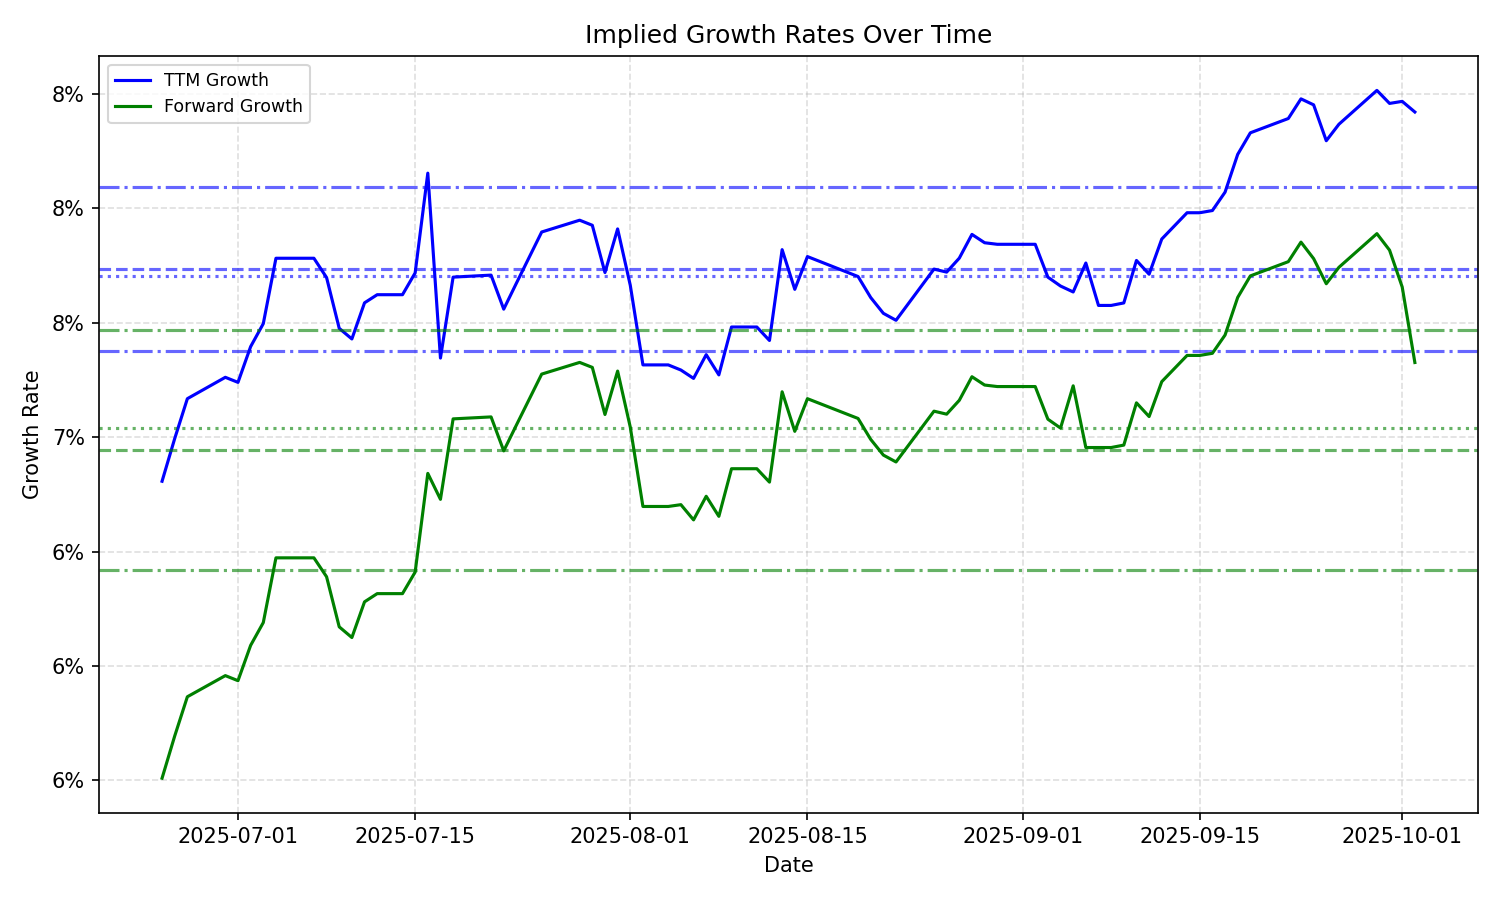 Implied Growth Rates Over Time
TTM Growth
Forward Growth
8%
8%
8%
7%
6%
6%
6%
Growth Rate
2025-07-01
2025-07-15
2025-08-01
2025-08-15
2025-09-01
2025-09-15
2025-10-01
Date